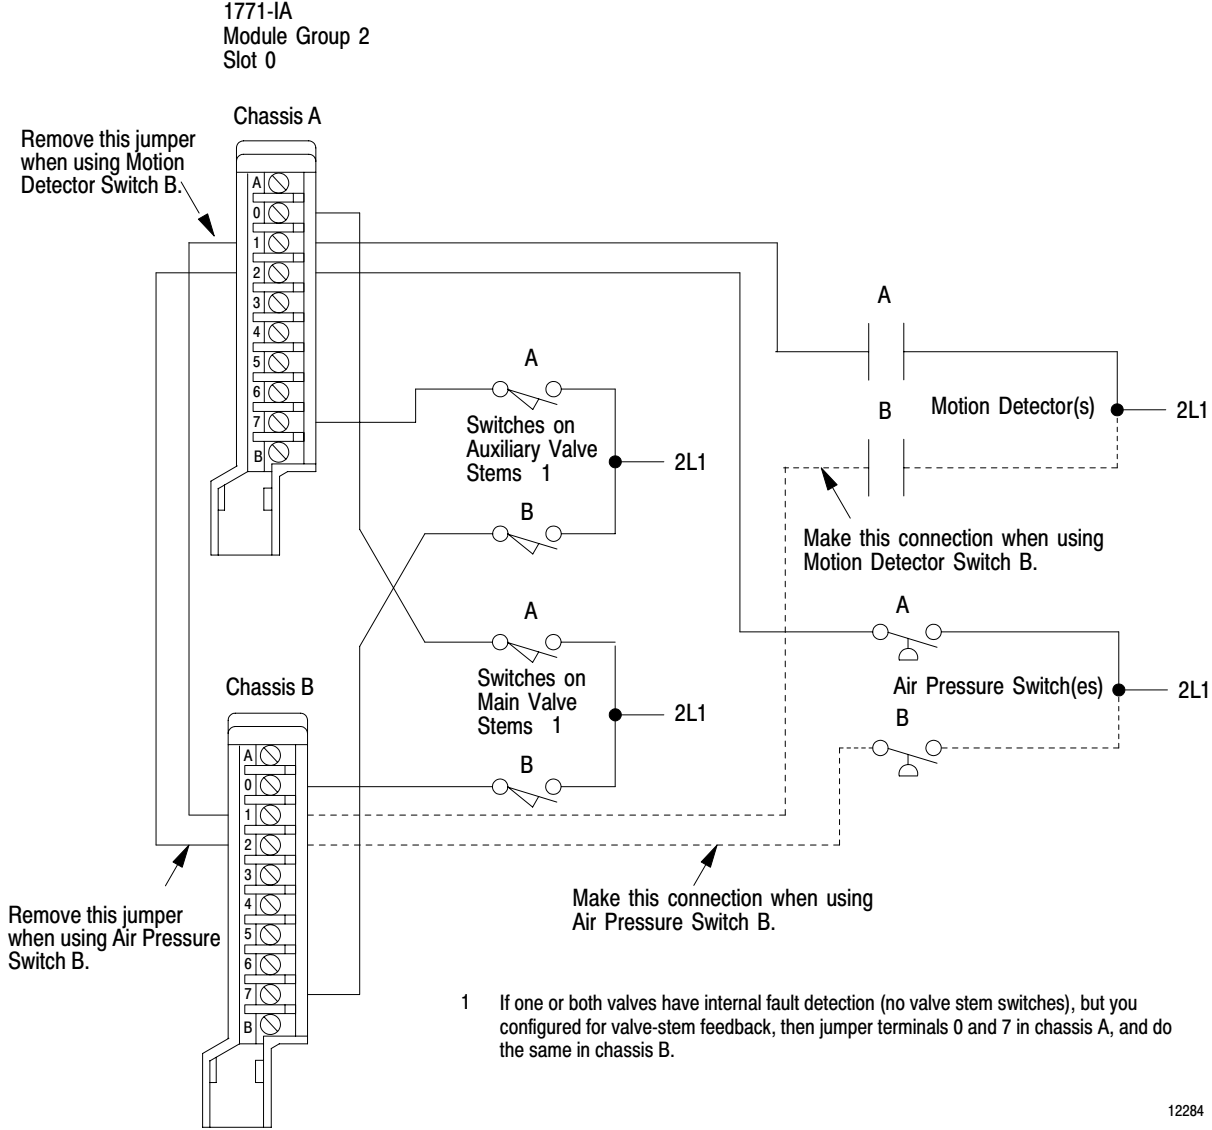 1771-IA
Module Group 2
Slot 0
Chassis A
Remove this jumper
when using Motion
Detector Switch B.
A
0
1
2
3
4
5
6
7
B
A
Switches on
Auxiliary Valve
Stems 1
2L1
B
A
Switches on
Main Valve
Stems 1
2L1
B
A
B
Motion Detector(s)
2L1
Make this connection when using
Motion Detector Switch B.
A
Air Pressure Switch(es)
2L1
B
Chassis B
A
0
1
2
3
4
5
6
7
B
Remove this jumper
when using Air Pressure
Switch B.
Make this connection when using
Air Pressure Switch B.
1 If one or both valves have internal fault detection (no valve stem switches), but you
configured for valve-stem feedback, then jumper terminals 0 and 7 in chassis A, and do
the same in chassis B.
12284